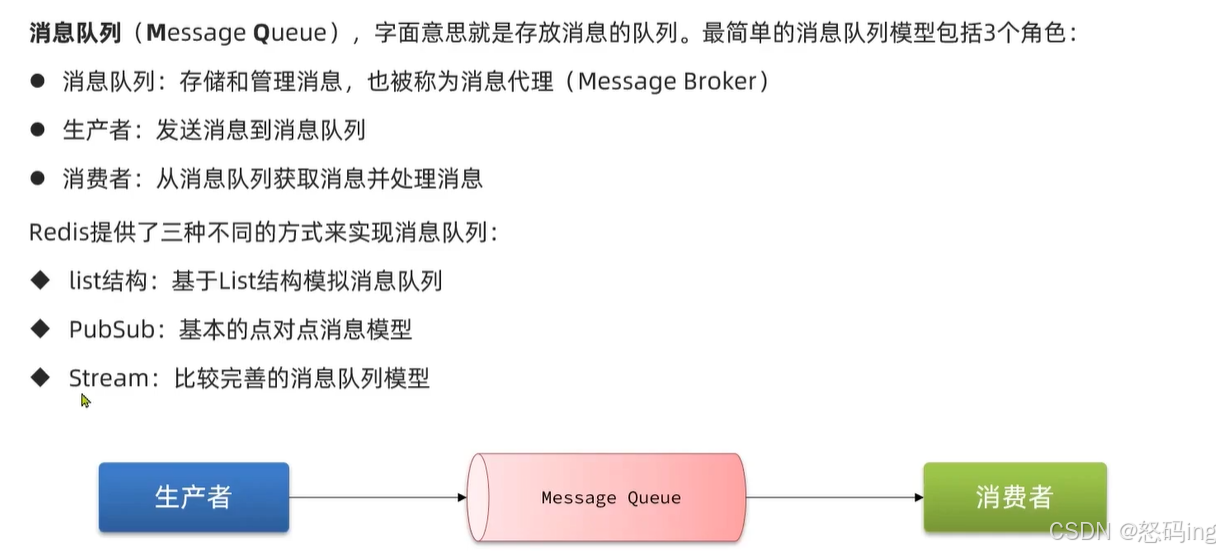 消息队列（Message Queue），字面意思就是存放消息的队列。最简单的消息队列模型包括3个角色：
● 消息队列：存储和管理消息，也被称为消息代理（Message Broker）
● 生产者：发送消息到消息队列
● 消费者：从消息队列获取消息并处理消息
Redis提供了三种不同的方式来实现消息队列：
◆ list结构：基于List结构模拟消息队列
◆ PubSub：基本的点对点消息模型
◆ Stream：比较完善的消息队列模型
生产者
Message Queue
消费者
CSDN @怒码ing